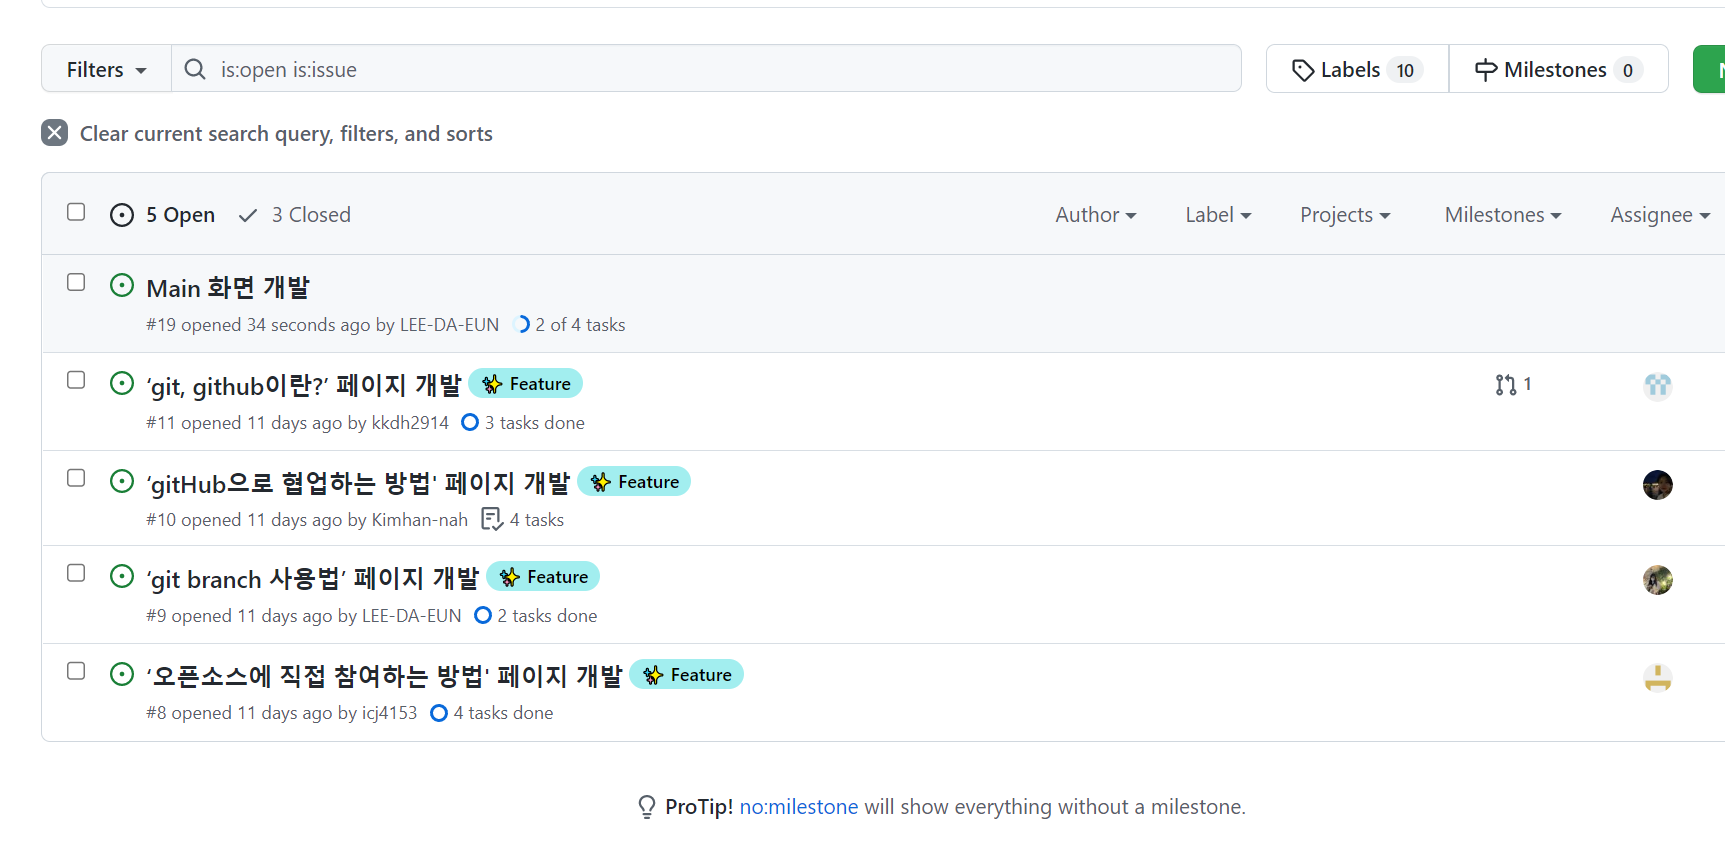 Filters is:open is:issue Labels 10 Milestones 0
Clear current search query, filters, and sorts
5 Open 3 Closed Author Label Projects Milestones Assignee
Main 화면 개발
#19 opened 34 seconds ago by LEE-DA-EUN 2 of 4 tasks
‘git, github이란?’ 페이지 개발 Feature 1
#11 opened 11 days ago by kkdh2914 3 tasks done
‘gitHub으로 협업하는 방법' 페이지 개발 Feature
#10 opened 11 days ago by Kimhan-nah 4 tasks
‘git branch 사용법’ 페이지 개발 Feature
#9 opened 11 days ago by LEE-DA-EUN 2 tasks done
‘오픈소스에 직접 참여하는 방법' 페이지 개발 Feature
#8 opened 11 days ago by icj4153 4 tasks done
ProTip! no:milestone will show everything without a milestone.